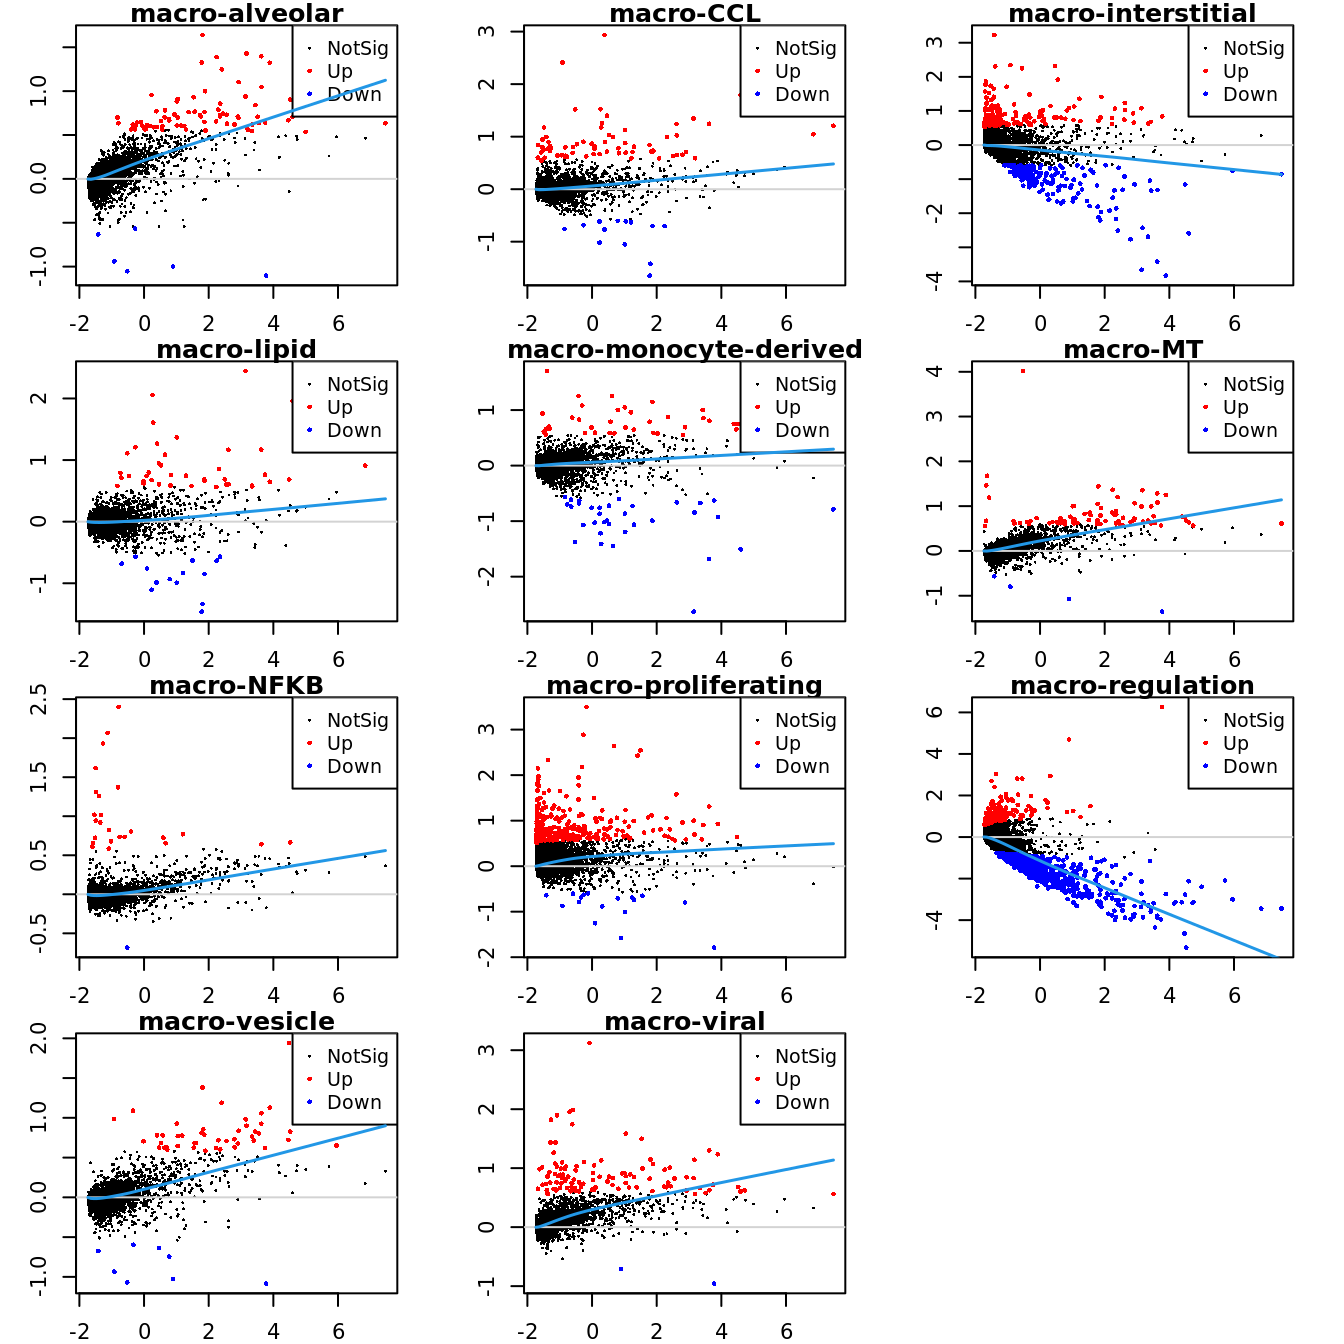 macro-alveolar
NotSig
Up
Down
-1.0 0.0 1.0
-2 0 2 4 6
macro-CCL
NotSig
Up
Down
-1 0 1 2 3
-2 0 2 4 6
macro-interstitial
NotSig
Up
Down
-4 -2 0 1 2 3
-2 0 2 4 6
macro-lipid
NotSig
Up
Down
-1 0 1 2
-2 0 2 4 6
macro-monocyte-derived
NotSig
Up
Down
-2 -1 0 1
-2 0 2 4 6
macro-MT
NotSig
Up
Down
-1 0 1 2 3 4
-2 0 2 4 6
macro-NFKB
NotSig
Up
Down
-0.5 0.5 1.5 2.5
-2 0 2 4 6
macro-proliferating
NotSig
Up
Down
-2 -1 0 1 2 3
-2 0 2 4 6
macro-regulation
NotSig
Up
Down
-4 0 2 4 6
-2 0 2 4 6
macro-vesicle
NotSig
Up
Down
-1.0 0.0 1.0 2.0
-2 0 2 4 6
macro-viral
NotSig
Up
Down
-1 0 1 2 3
-2 0 2 4 6